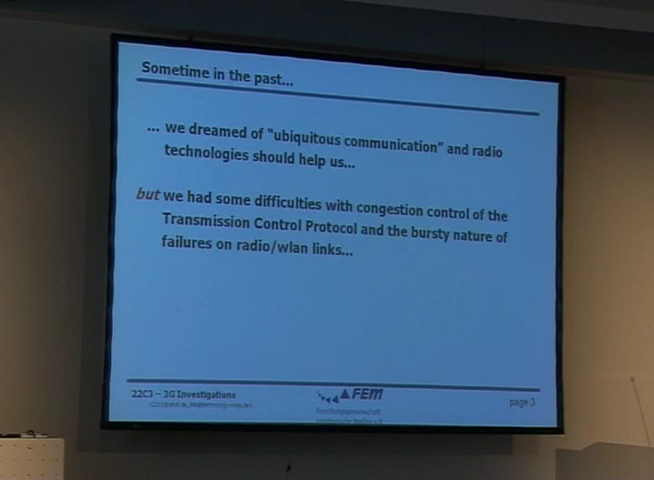 Sometime in the past...
... we dreamed of "ubiquitous communication" and radio
technologies should help us...
but we had some difficulties with congestion control of the
Transmission Control Protocol and the bursty nature of
failures on radio/wlan links...
22C3 – 3G Investigations
FEM
Forschungsgemeinschaft
page 3